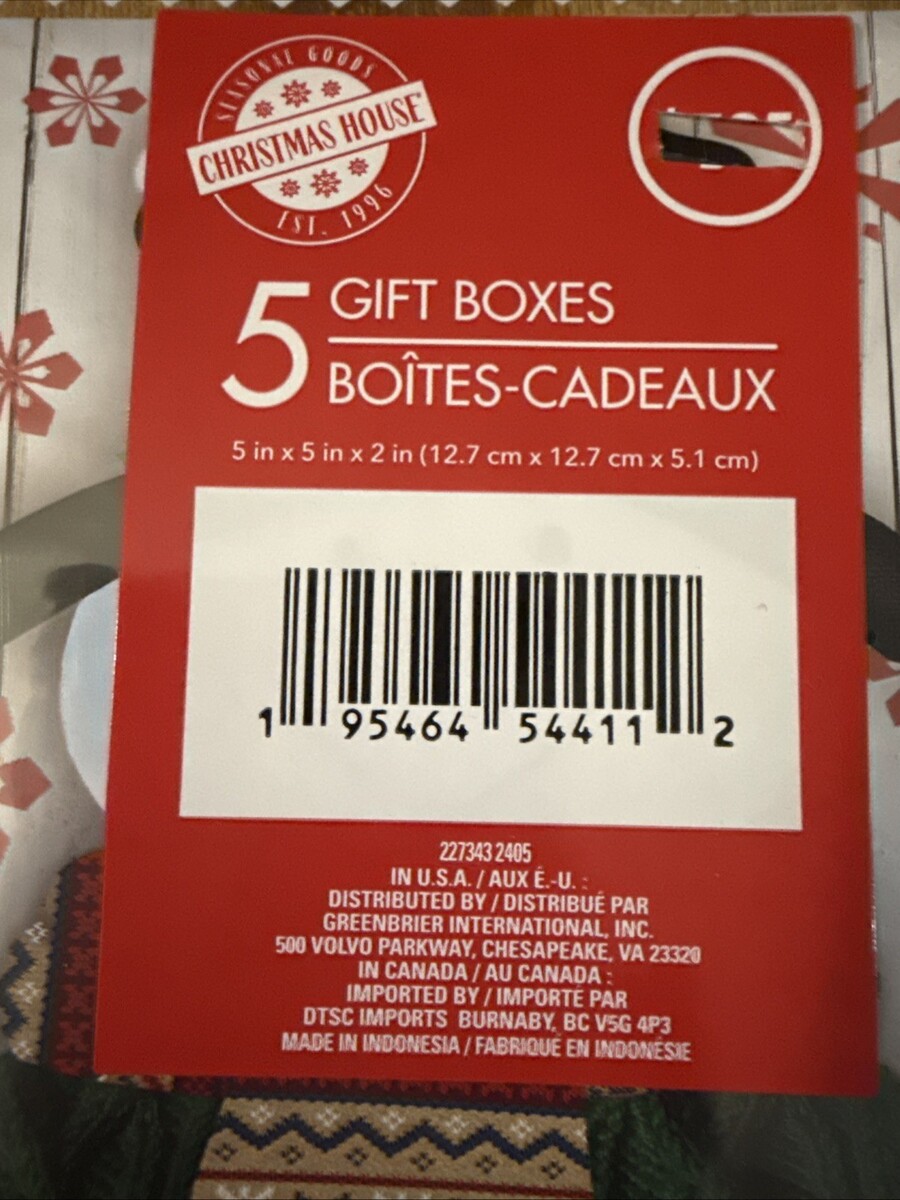 SEASONAL GOODS
CHRISTMAS HOUSE
EST. 1996
5
GIFT BOXES
BOÎTES-CADEAUX
5 in x 5 in x 2 in (12.7 cm x 12.7 cm x 5.1 cm)
1 95464 54411 2
227343 2405
IN U.S.A. / AUX É.-U. :
DISTRIBUTED BY / DISTRIBUÉ PAR
GREENBRIER INTERNATIONAL, INC.
500 VOLVO PARKWAY, CHESAPEAKE, VA 23320
IN CANADA / AU CANADA :
IMPORTED BY / IMPORTÉ PAR
DTSC IMPORTS BURNABY, BC V5G 4P3
MADE IN INDONESIA / FABRIQUÉ EN INDONÉSIE